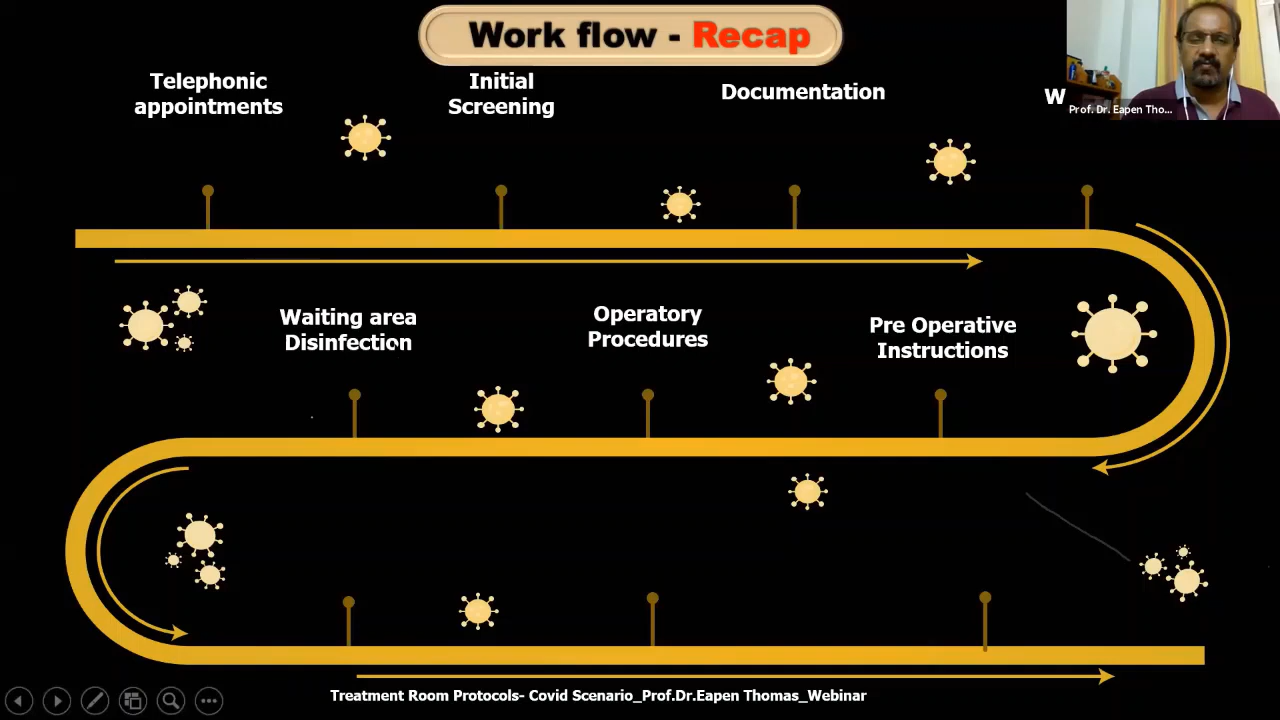 Work flow - Recap
Telephonic
appointments
Initial
Screening
Documentation
W
Prof. Dr. Eapen Tho...
Waiting area
Disinfection
Operatory
Procedures
Pre Operative
Instructions
Treatment Room Protocols- Covid Scenario_Prof.Dr.Eapen Thomas_Webinar